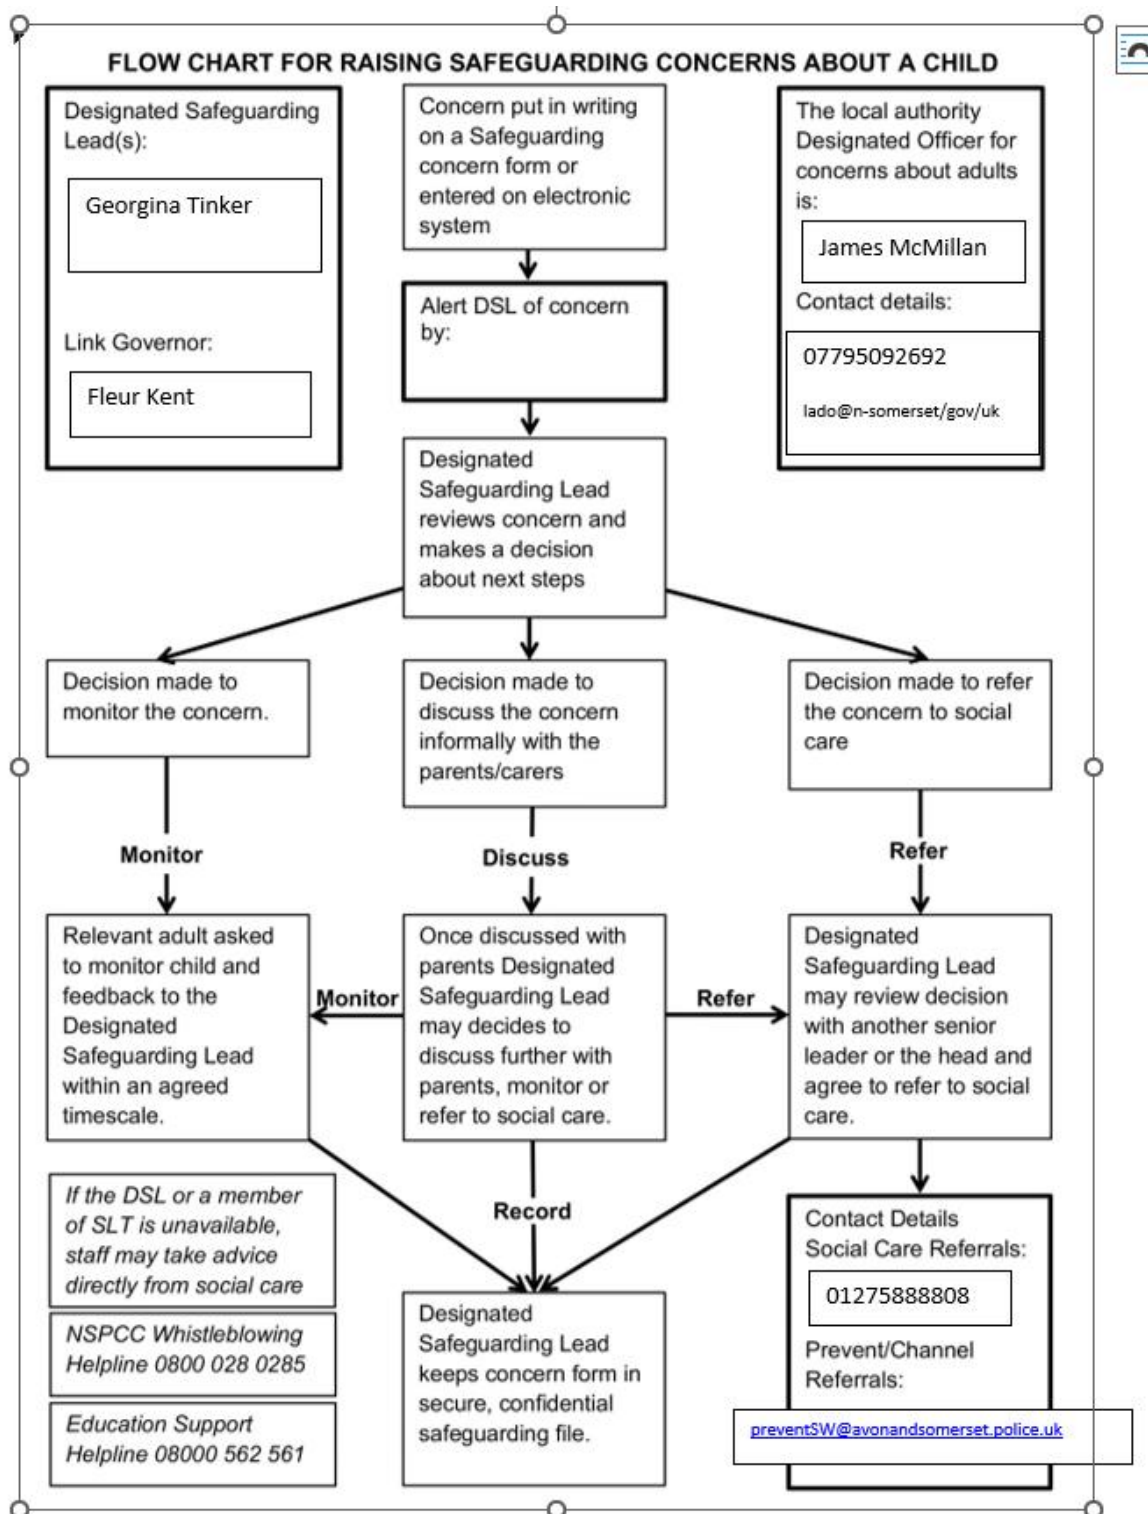 FLOW CHART FOR RAISING SAFEGUARDING CONCERNS ABOUT A CHILD
Designated Safeguarding
Lead(s):
Georgina Tinker
Link Governor:
Fleur Kent
Concern put in writing
on a Safeguarding
concern form or
entered on electronic
system
Alert DSL of concern
by:
The local authority
Designated Officer for
concerns about adults
is:
James McMillan
Contact details:
07795092692
lado@n-somerset/gov/uk
Designated
Safeguarding Lead
reviews concern and
makes a decision
about next steps
Decision made to
monitor the concern.
Decision made to
discuss the concern
informally with the
parents/carers
Decision made to refer
the concern to social
care
Monitor
Discuss
Refer
Relevant adult asked
to monitor child and
feedback to the
Designated
Safeguarding Lead
within an agreed
timescale.
Monitor
Once discussed with
parents Designated
Safeguarding Lead
may decides to
discuss further with
parents, monitor or
refer to social care.
Refer
Designated
Safeguarding Lead
may review decision
with another senior
leader or the head and
agree to refer to social
care.
If the DSL or a member
of SLT is unavailable,
staff may take advice
directly from social care
NSPCC Whistleblowing
Helpline 0800 028 0285
Education Support
Helpline 08000 562 561
Record
Designated
Safeguarding Lead
keeps concern form in
secure, confidential
safeguarding file.
Contact Details
Social Care Referrals:
01275888808
Prevent/Channel
Referrals:
preventSW@avonandsomerset.police.uk